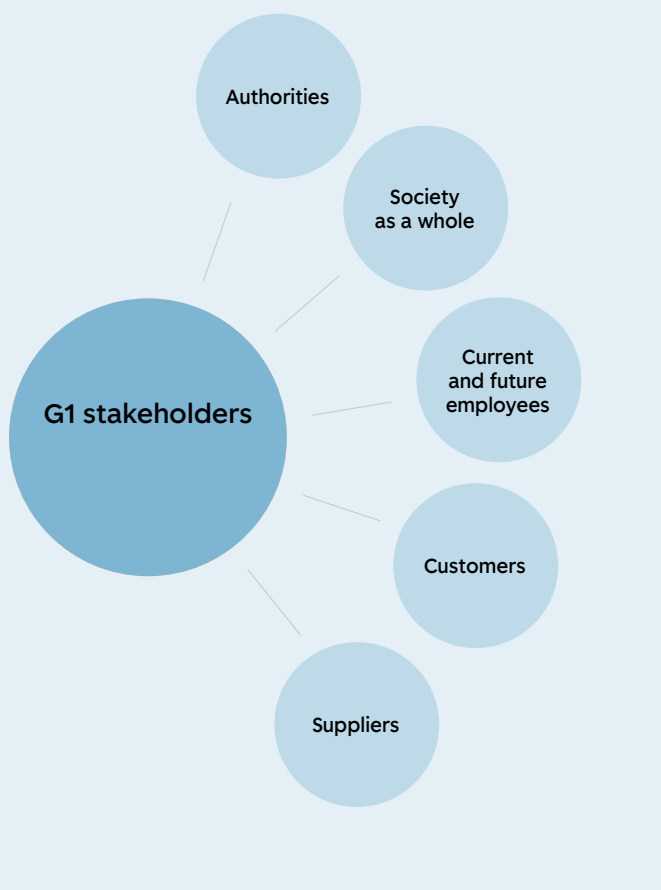 Authorities
Society
as a whole
Current
and future
employees
G1 stakeholders
Customers
Suppliers